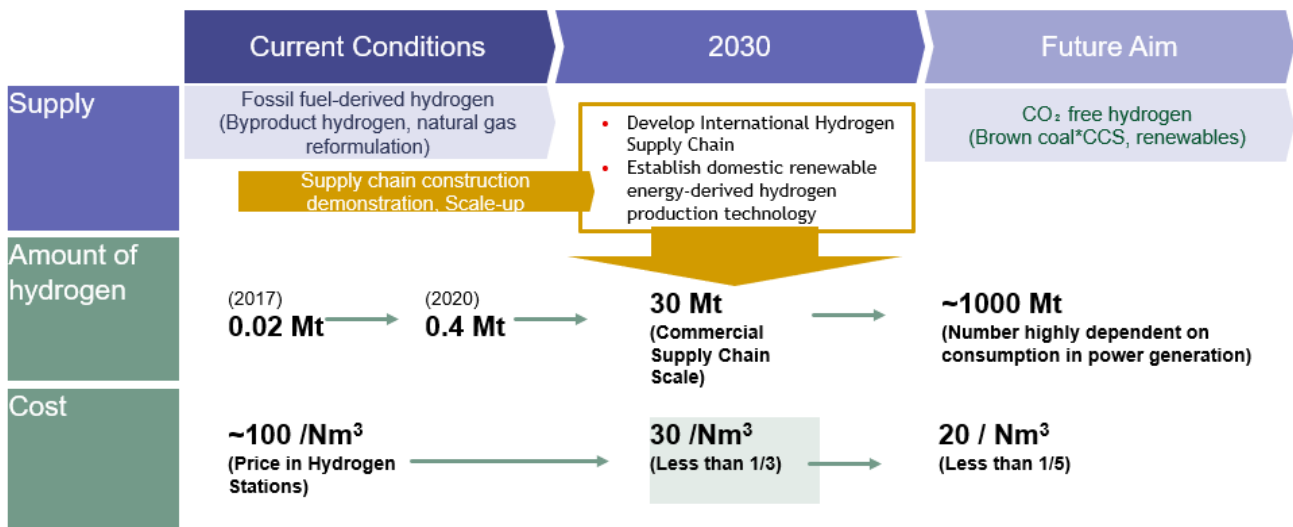 Current Conditions
2030
Future Aim
Supply
Fossil fuel-derived hydrogen
(Byproduct hydrogen, natural gas
reformulation)
Supply chain construction
demonstration, Scale-up
• Develop International Hydrogen
Supply Chain
• Establish domestic renewable
energy-derived hydrogen
production technology
CO₂ free hydrogen
(Brown coal*CCS, renewables)
Amount of
hydrogen
(2017)
0.02 Mt
(2020)
0.4 Mt
30 Mt
(Commercial
Supply Chain
Scale)
~1000 Mt
(Number highly dependent on
consumption in power generation)
Cost
~100 /Nm³
(Price in Hydrogen
Stations)
30 /Nm³
(Less than 1/3)
20 / Nm³
(Less than 1/5)